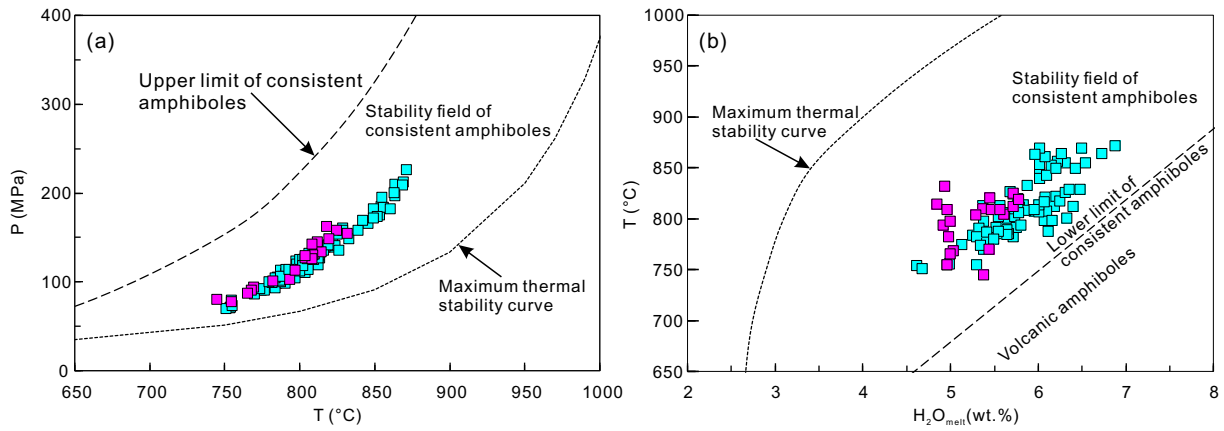 (a)
Upper limit of consistent
amphiboles
Stability field of
consistent amphiboles
Maximum thermal
stability curve
400
300
200
100
0
P (MPa)
650
700
750
800
850
900
950
1000
T (°C)
(b)
Stability field of
consistent amphiboles
Maximum thermal
stability curve
Lower limit of
consistent amphiboles
Volcanic amphiboles
1000
950
900
850
800
750
700
650
T (°C)
2
3
4
5
6
7
8
H₂Oₘₑₗₜ(wt.%)